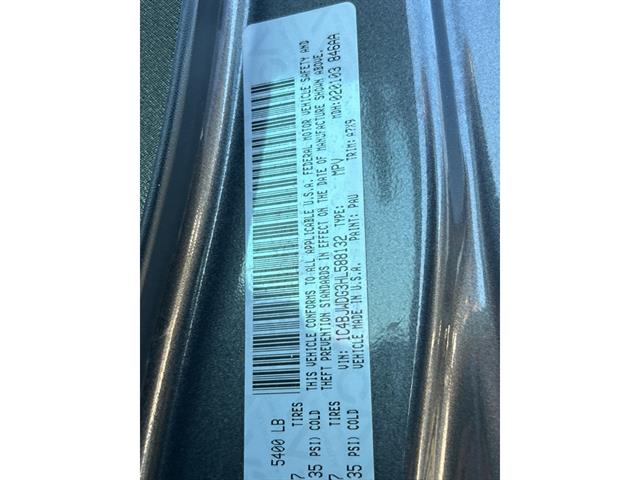 5400 LB
TIRES
35 PSI) COLD
THIS VEHICLE CONFORMS TO ALL APPLICABLE U.S.A. FEDERAL MOTOR VEHICLE SAFETY AND
THEFT PREVENTION STANDARDS IN EFFECT ON THE DATE OF MANUFACTURE SHOWN ABOVE.
VIN: 1C4BJWDG3HL588132 TYPE: MPV MDH:020103 846AA
VEHICLE MADE IN U.S.A. PAINT: PAU TRIM: A7X9
7 TIRES
35 PSI) COLD